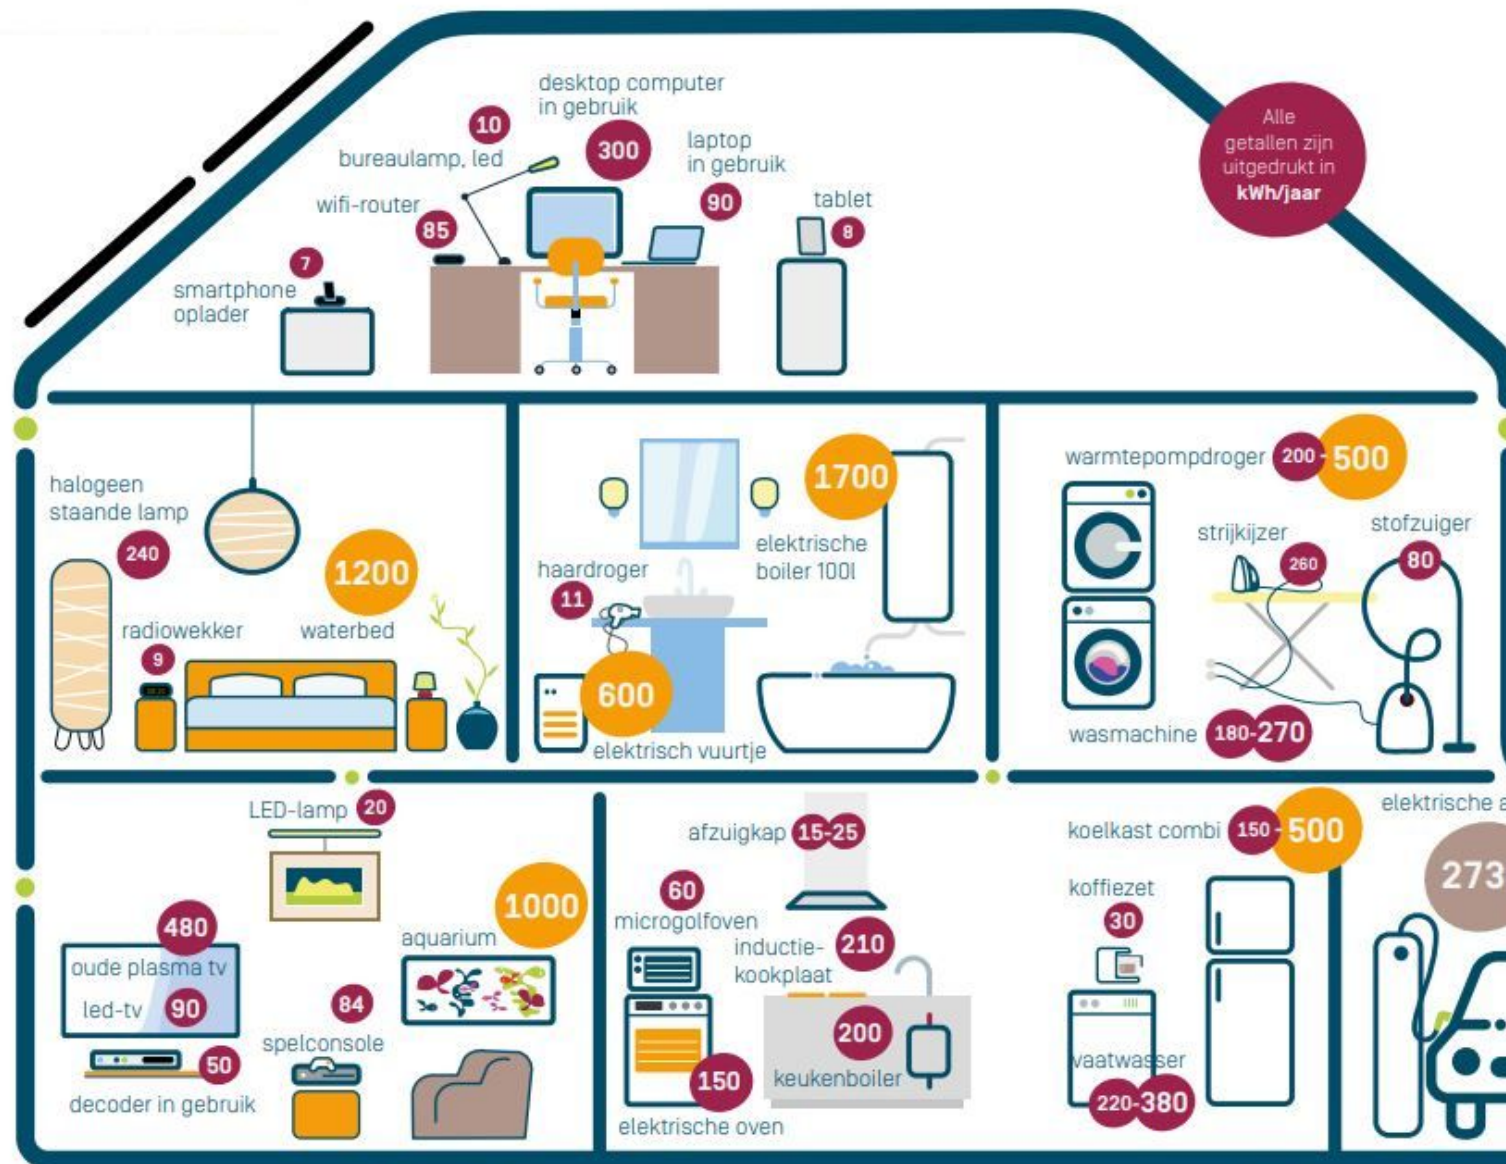 Alle
getallen zijn
uitgedrukt in
kWh/jaar
desktop computer
in gebruik
300
10
bureaulamp, led
laptop
in gebruik
90
wifi-router
85
tablet
8
7
smartphone
oplader
halogeen
staande lamp
240
1200
waterbed
radiowekker
9
1700
elektrische
boiler 100l
haardroger
11
600
elektrisch vuurtje
warmtepompdroger 200-500
strijkijzer
260
stofzuiger
80
wasmachine 180-270
LED-lamp 20
1000
aquarium
480
oude plasma tv
led-tv 90
84
spelconsole
50
decoder in gebruik
afzuigkap 15-25
60
microgolfoven
inductie-
kookplaat
210
200
keukenboiler
150
elektrische oven
koelkast combi 150-500
koffiezet
30
vaatwasser
220-380
elektrische
273